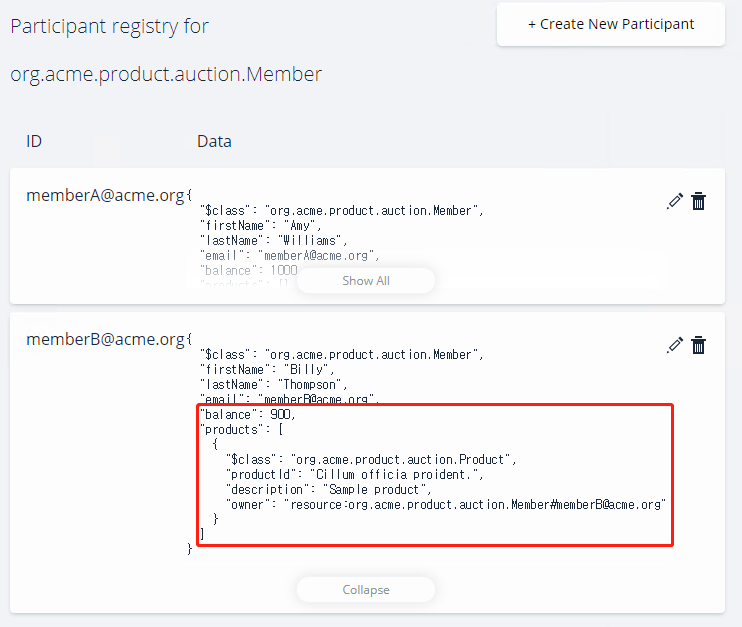 Participant registry for
+ Create New Participant
org.acme.product.auction.Member
ID Data
memberA@acme.org {
"$class": "org.acme.product.auction.Member",
"firstName": "Amy",
"lastName": "Williams",
"email": "memberA@acme.org",
"balance": 1000
"products": []
Show All
memberB@acme.org {
"$class": "org.acme.product.auction.Member",
"firstName": "Billy",
"lastName": "Thompson",
"email": "memberB@acme.org",
"balance": 900,
"products": [
{
"$class": "org.acme.product.auction.Product",
"productId": "Cillum officia proident.",
"description": "Sample product",
"owner": "resource:org.acme.product.auction.Member#memberB@acme.org"
}
]
}
Collapse